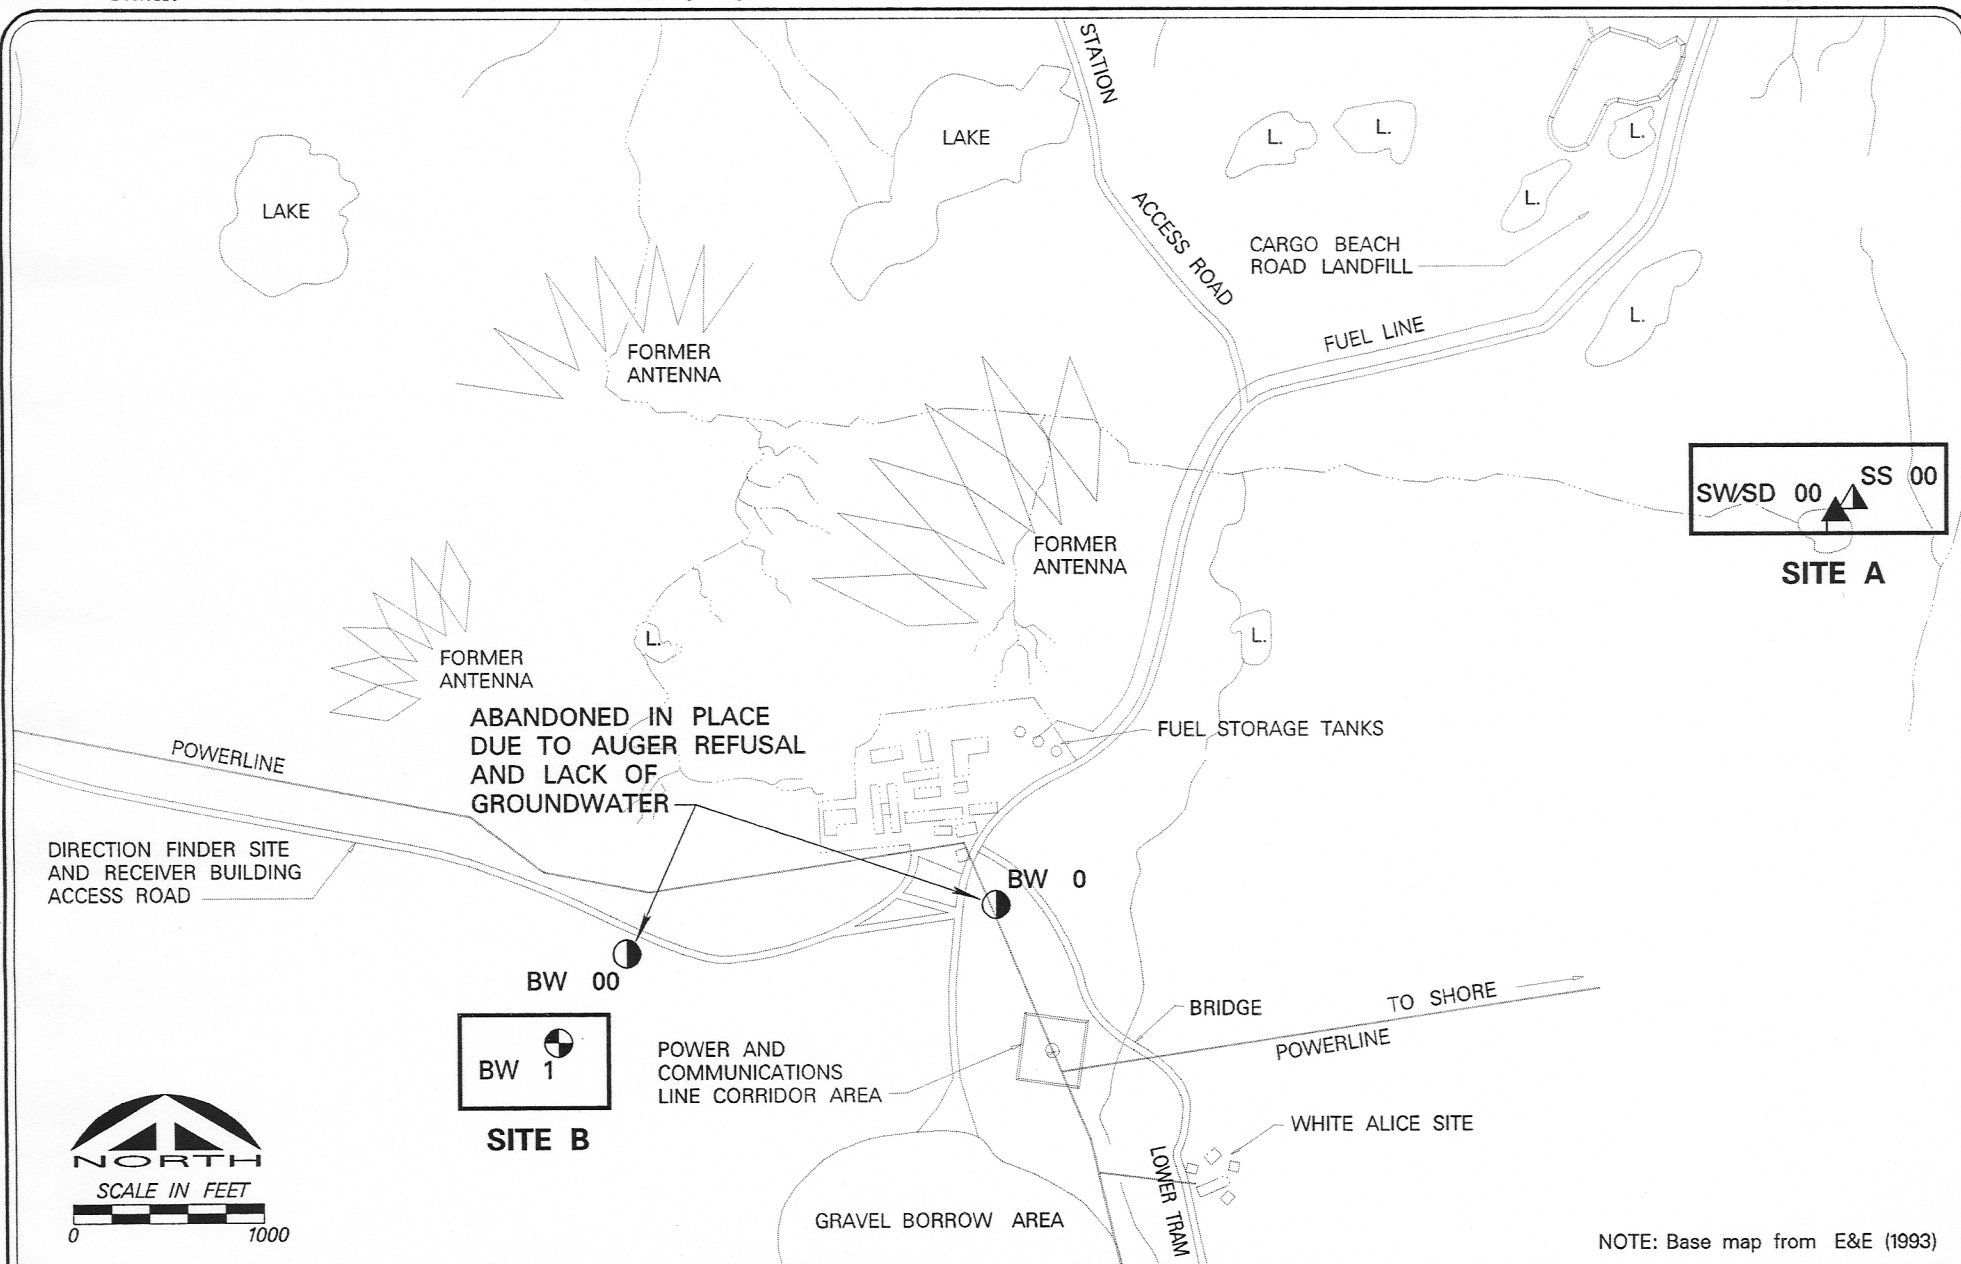 STATION
LAKE
L.
L.
L.
LAKE
L.
ACCESS ROAD
CARGO BEACH
ROAD LANDFILL
L.
FUEL LINE
FORMER
ANTENNA
SS 00
SW/SD 00
SITE A
FORMER
ANTENNA
L.
L.
FORMER
ANTENNA
ABANDONED IN PLACE
DUE TO AUGER REFUSAL
AND LACK OF
GROUNDWATER
FUEL STORAGE TANKS
POWERLINE
DIRECTION FINDER SITE
AND RECEIVER BUILDING
ACCESS ROAD
BW 0
BW 00
TO SHORE
BRIDGE
POWERLINE
BW 1
SITE B
POWER AND
COMMUNICATIONS
LINE CORRIDOR AREA
WHITE ALICE SITE
LOWER TRAM
NORTH
SCALE IN FEET
0 1000
GRAVEL BORROW AREA
NOTE: Base map from E&E (1993)